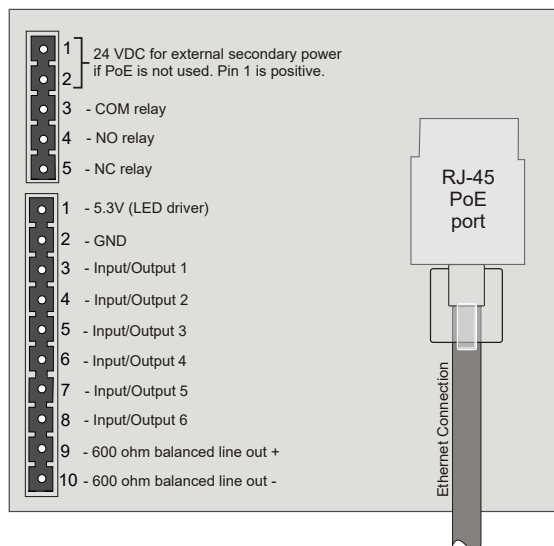 1
24 VDC for external secondary power
if PoE is not used. Pin 1 is positive.
2
3 - COM relay
4 - NO relay
5 - NC relay
1 - 5.3V (LED driver)
2 - GND
3 - Input/Output 1
4 - Input/Output 2
5 - Input/Output 3
6 - Input/Output 4
7 - Input/Output 5
8 - Input/Output 6
9 - 600 ohm balanced line out +
10 - 600 ohm balanced line out -
RJ-45
PoE
port
Ethernet Connection